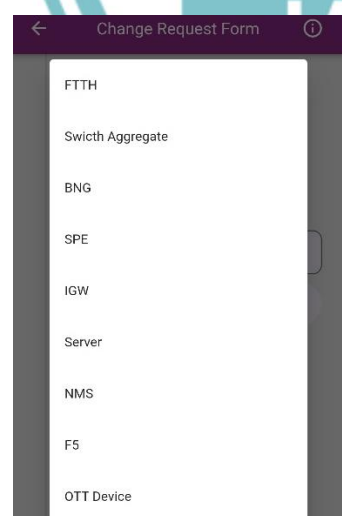 Change Request Form
FTTH
Swicth Aggregate
BNG
SPE
IGW
Server
NMS
F5
OTT Device